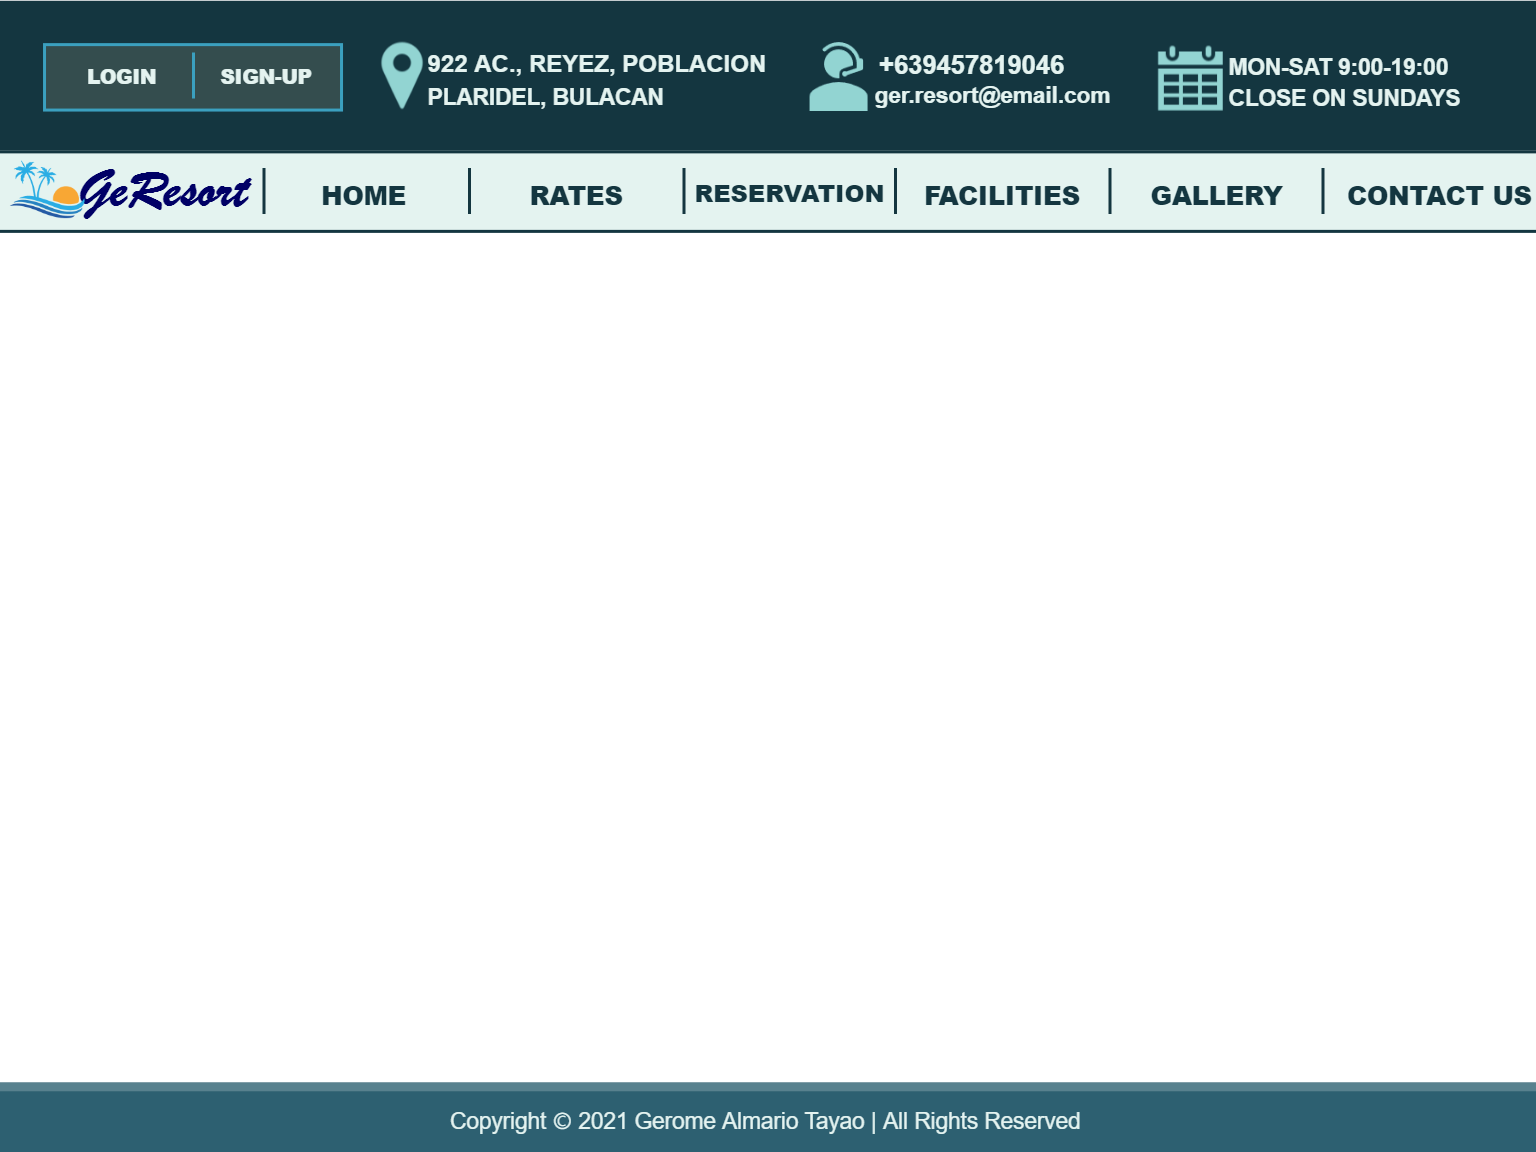 LOGIN SIGN-UP
922 AC., REYEZ, POBLACION
PLARIDEL, BULACAN
+639457819046
ger.resort@email.com
MON-SAT 9:00-19:00
CLOSE ON SUNDAYS
GeResort HOME RATES RESERVATION FACILITIES GALLERY CONTACT US
Copyright © 2021 Gerome Almario Tayao | All Rights Reserved